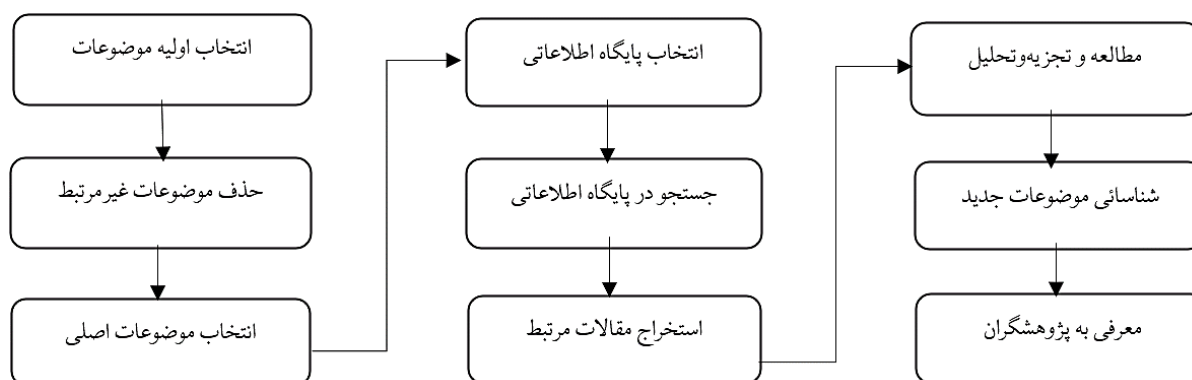 انتخاب اولیه موضوعات
حذف موضوعات غیرمرتبط
انتخاب موضوعات اصلی
انتخاب پایگاه اطلاعاتی
جستجو در پایگاه اطلاعاتی
استخراج مقالات مرتبط
مطالعه و تجزیه‌وتحلیل
شناسائی موضوعات جدید
معرفی به پژوهشگران